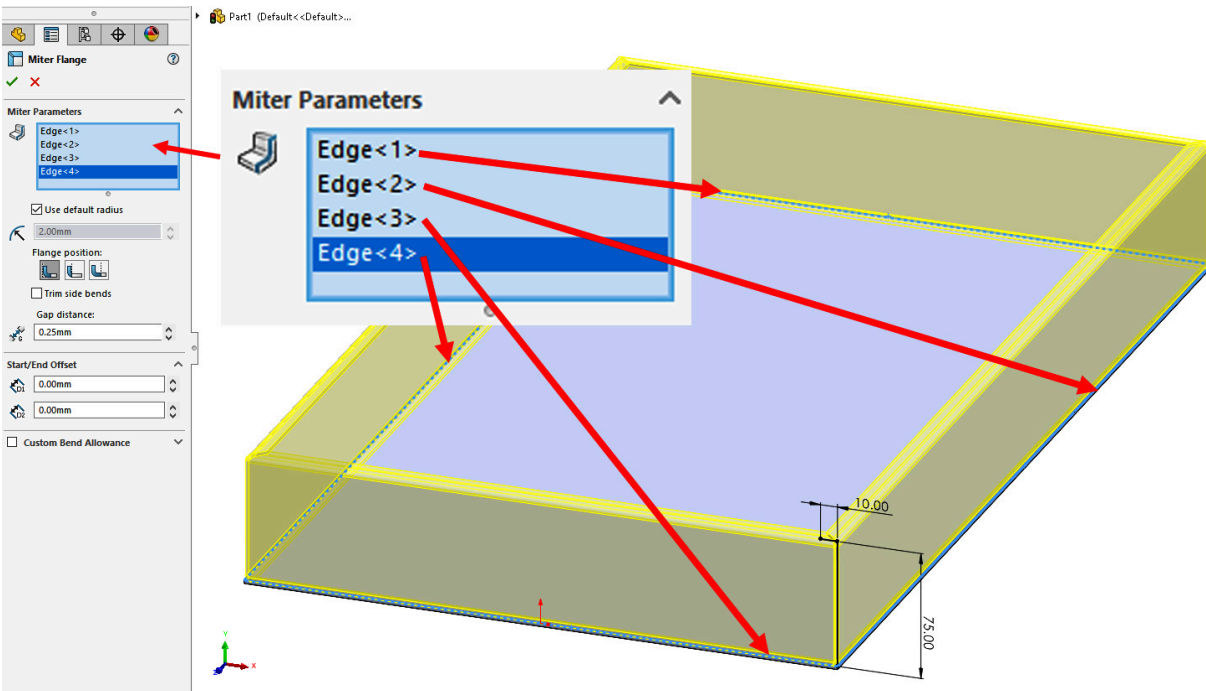 Part1 (Default<<Default>...
Miter Flange
Miter Parameters
Edge<1>
Edge<2>
Edge<3>
Edge<4>
Use default radius
2.00mm
Flange position:
Trim side bends
Gap distance:
0.25mm
Start/End Offset
D1
0.00mm
D2
0.00mm
Custom Bend Allowance
Miter Parameters
Edge<1>
Edge<2>
Edge<3>
Edge<4>
10.00
75.00
Y
X
Z